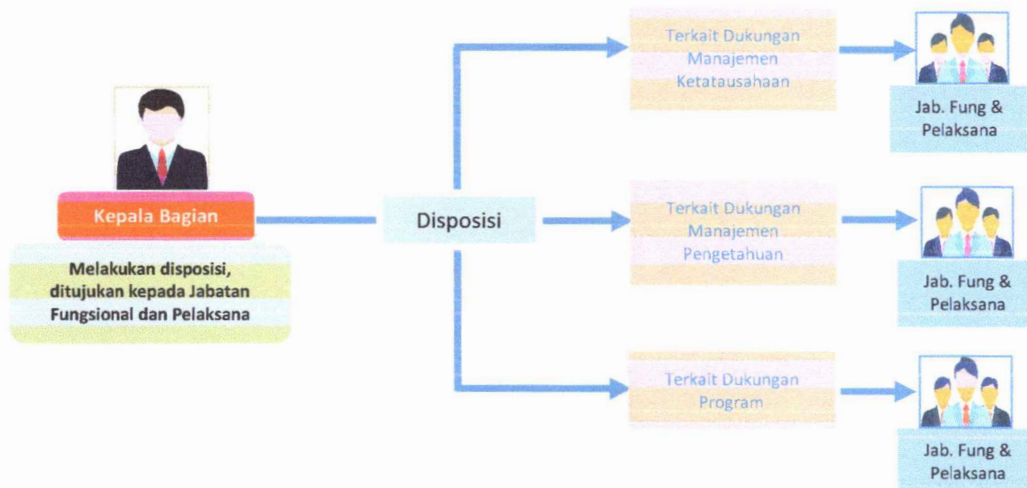 Kepala Bagian
Melakukan disposisi,
ditujukan kepada Jabatan
Fungsional dan Pelaksana
Disposisi
Terkait Dukungan
Manajemen
Ketatausahaan
Jab. Fung &
Pelaksana
Terkait Dukungan
Manajemen
Pengetahuan
Jab. Fung &
Pelaksana
Terkait Dukungan
Program
Jab. Fung &
Pelaksana